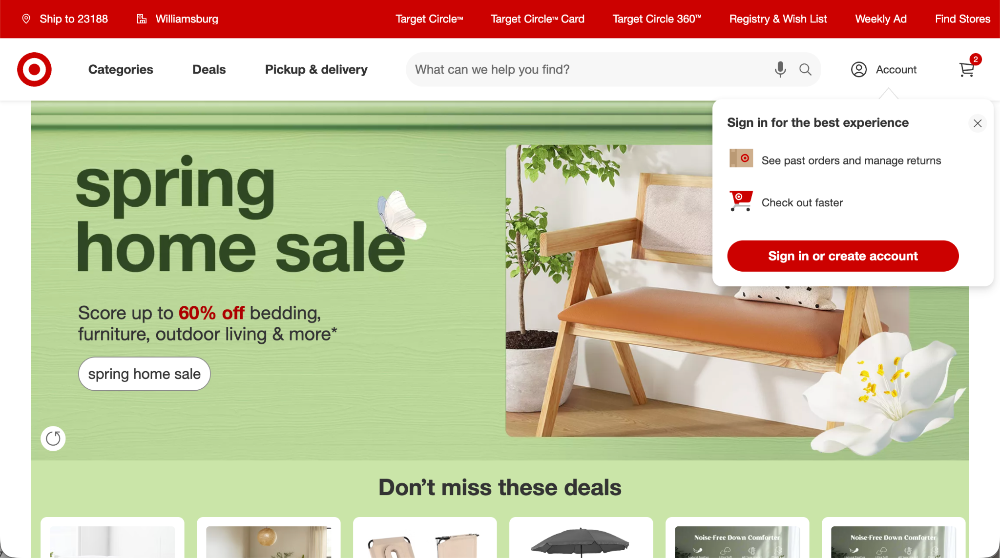 Ship to 23188
Williamsburg
Target Circle™
Target Circle™ Card
Target Circle 360™
Registry & Wish List
Weekly Ad
Find Stores
Categories
Deals
Pickup & delivery
What can we help you find?
Account
2
Sign in for the best experience
See past orders and manage returns
Check out faster
Sign in or create account
spring
home sale
Score up to 60% off bedding,
furniture, outdoor living & more*
spring home sale
Don’t miss these deals
Noise-Free Down Comforter
Noise-Free Down Comforter